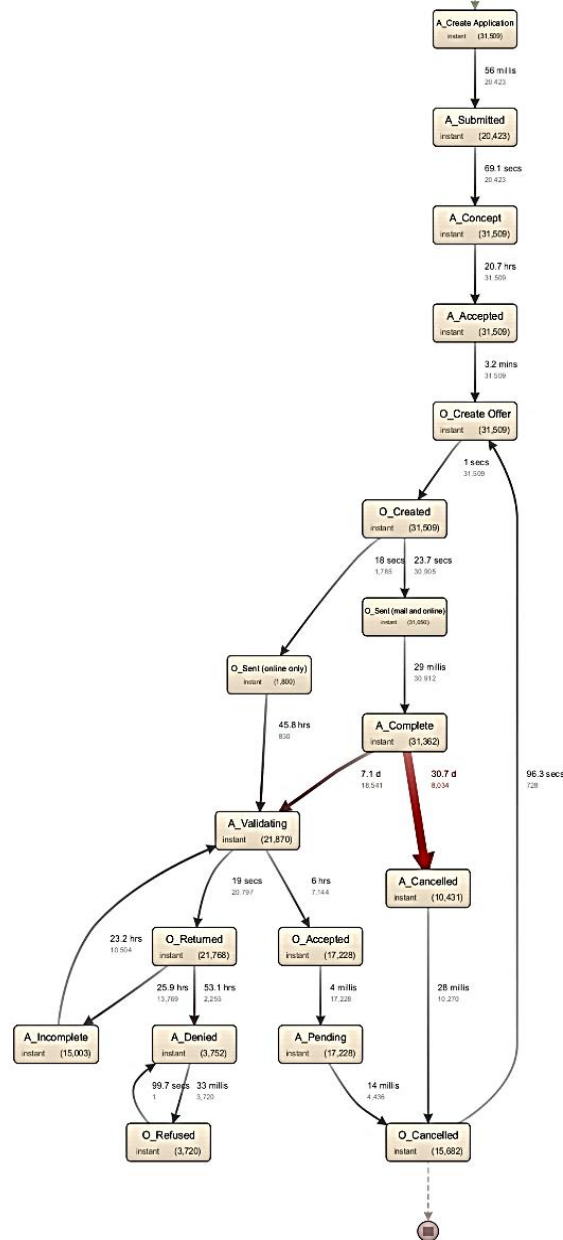 A_Create Application
instant (31,509)
56 millis
20.423
A_Submitted
instant (20,423)
69.1 secs
20.423
A_Concept
instant (31,509)
20.7 hrs
31.509
A_Accepted
instant (31,509)
3.2 mins
31.509
O_Create Offer
instant (31,509)
1 secs
31.509
O_Created
instant (31,509)
18 secs 23.7 secs
1,785 30,905
O_Sent (mail and online)
instant
O_Sent (online only)
instant (1,800)
29 millis
30.912
45.8 hrs
830
A_Complete
instant (31,362)
7.1 d 30.7 d 96.3 secs
18,541 8,034 728
A_Validating
instant (21,870)
19 secs 6 hrs
20,797 7,144
A_Cancelled
instant (10,431)
23.2 hrs
10.504
O_Returned O_Accepted
instant (21,768) instant (17,228)
25.9 hrs 53.1 hrs 4 millis 28 millis
13,769 17,228 10,270
A_Incomplete A_Denied A_Pending
instant (15,003) instant (3,752) instant (17,228)
99.7 secs 33 millis 14 millis
1 3,720 4,436
O_Refused O_Cancelled
instant (3,720) instant (15,682)